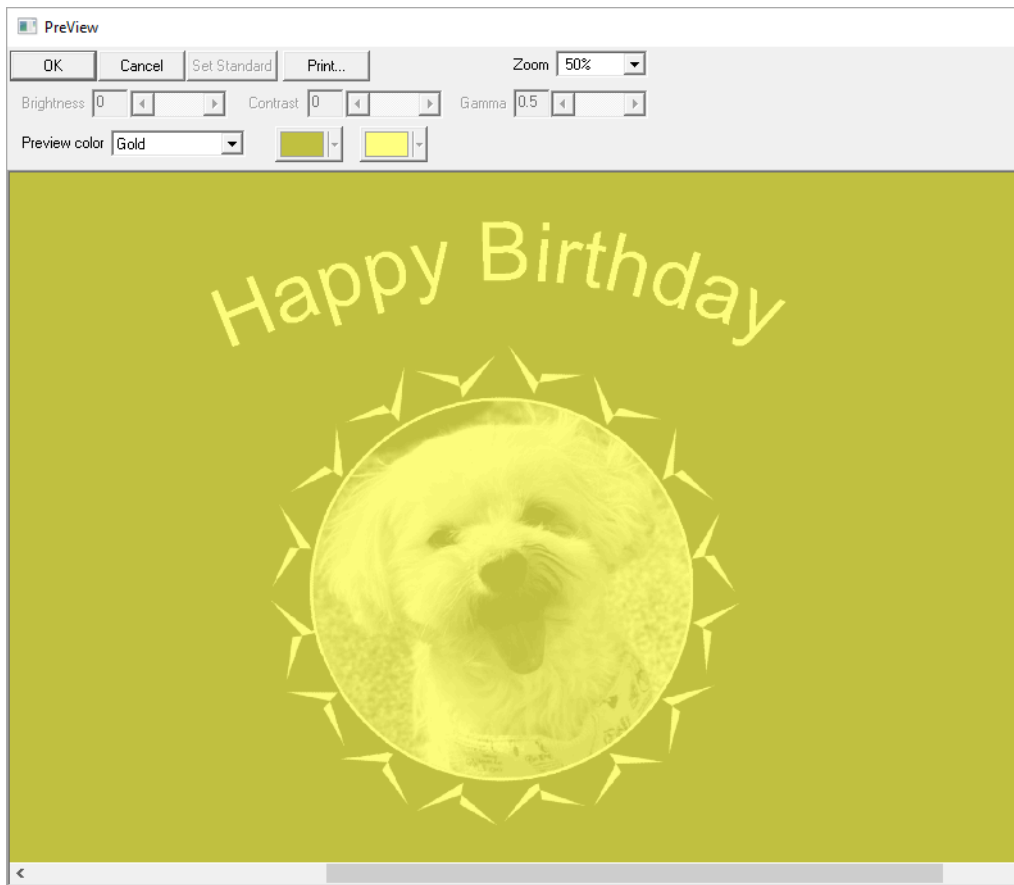 PreView
OK Cancel Set Standard Print... Zoom 50%
Brightness 0 Contrast 0 Gamma 0.5
Preview color Gold
Happy Birthday